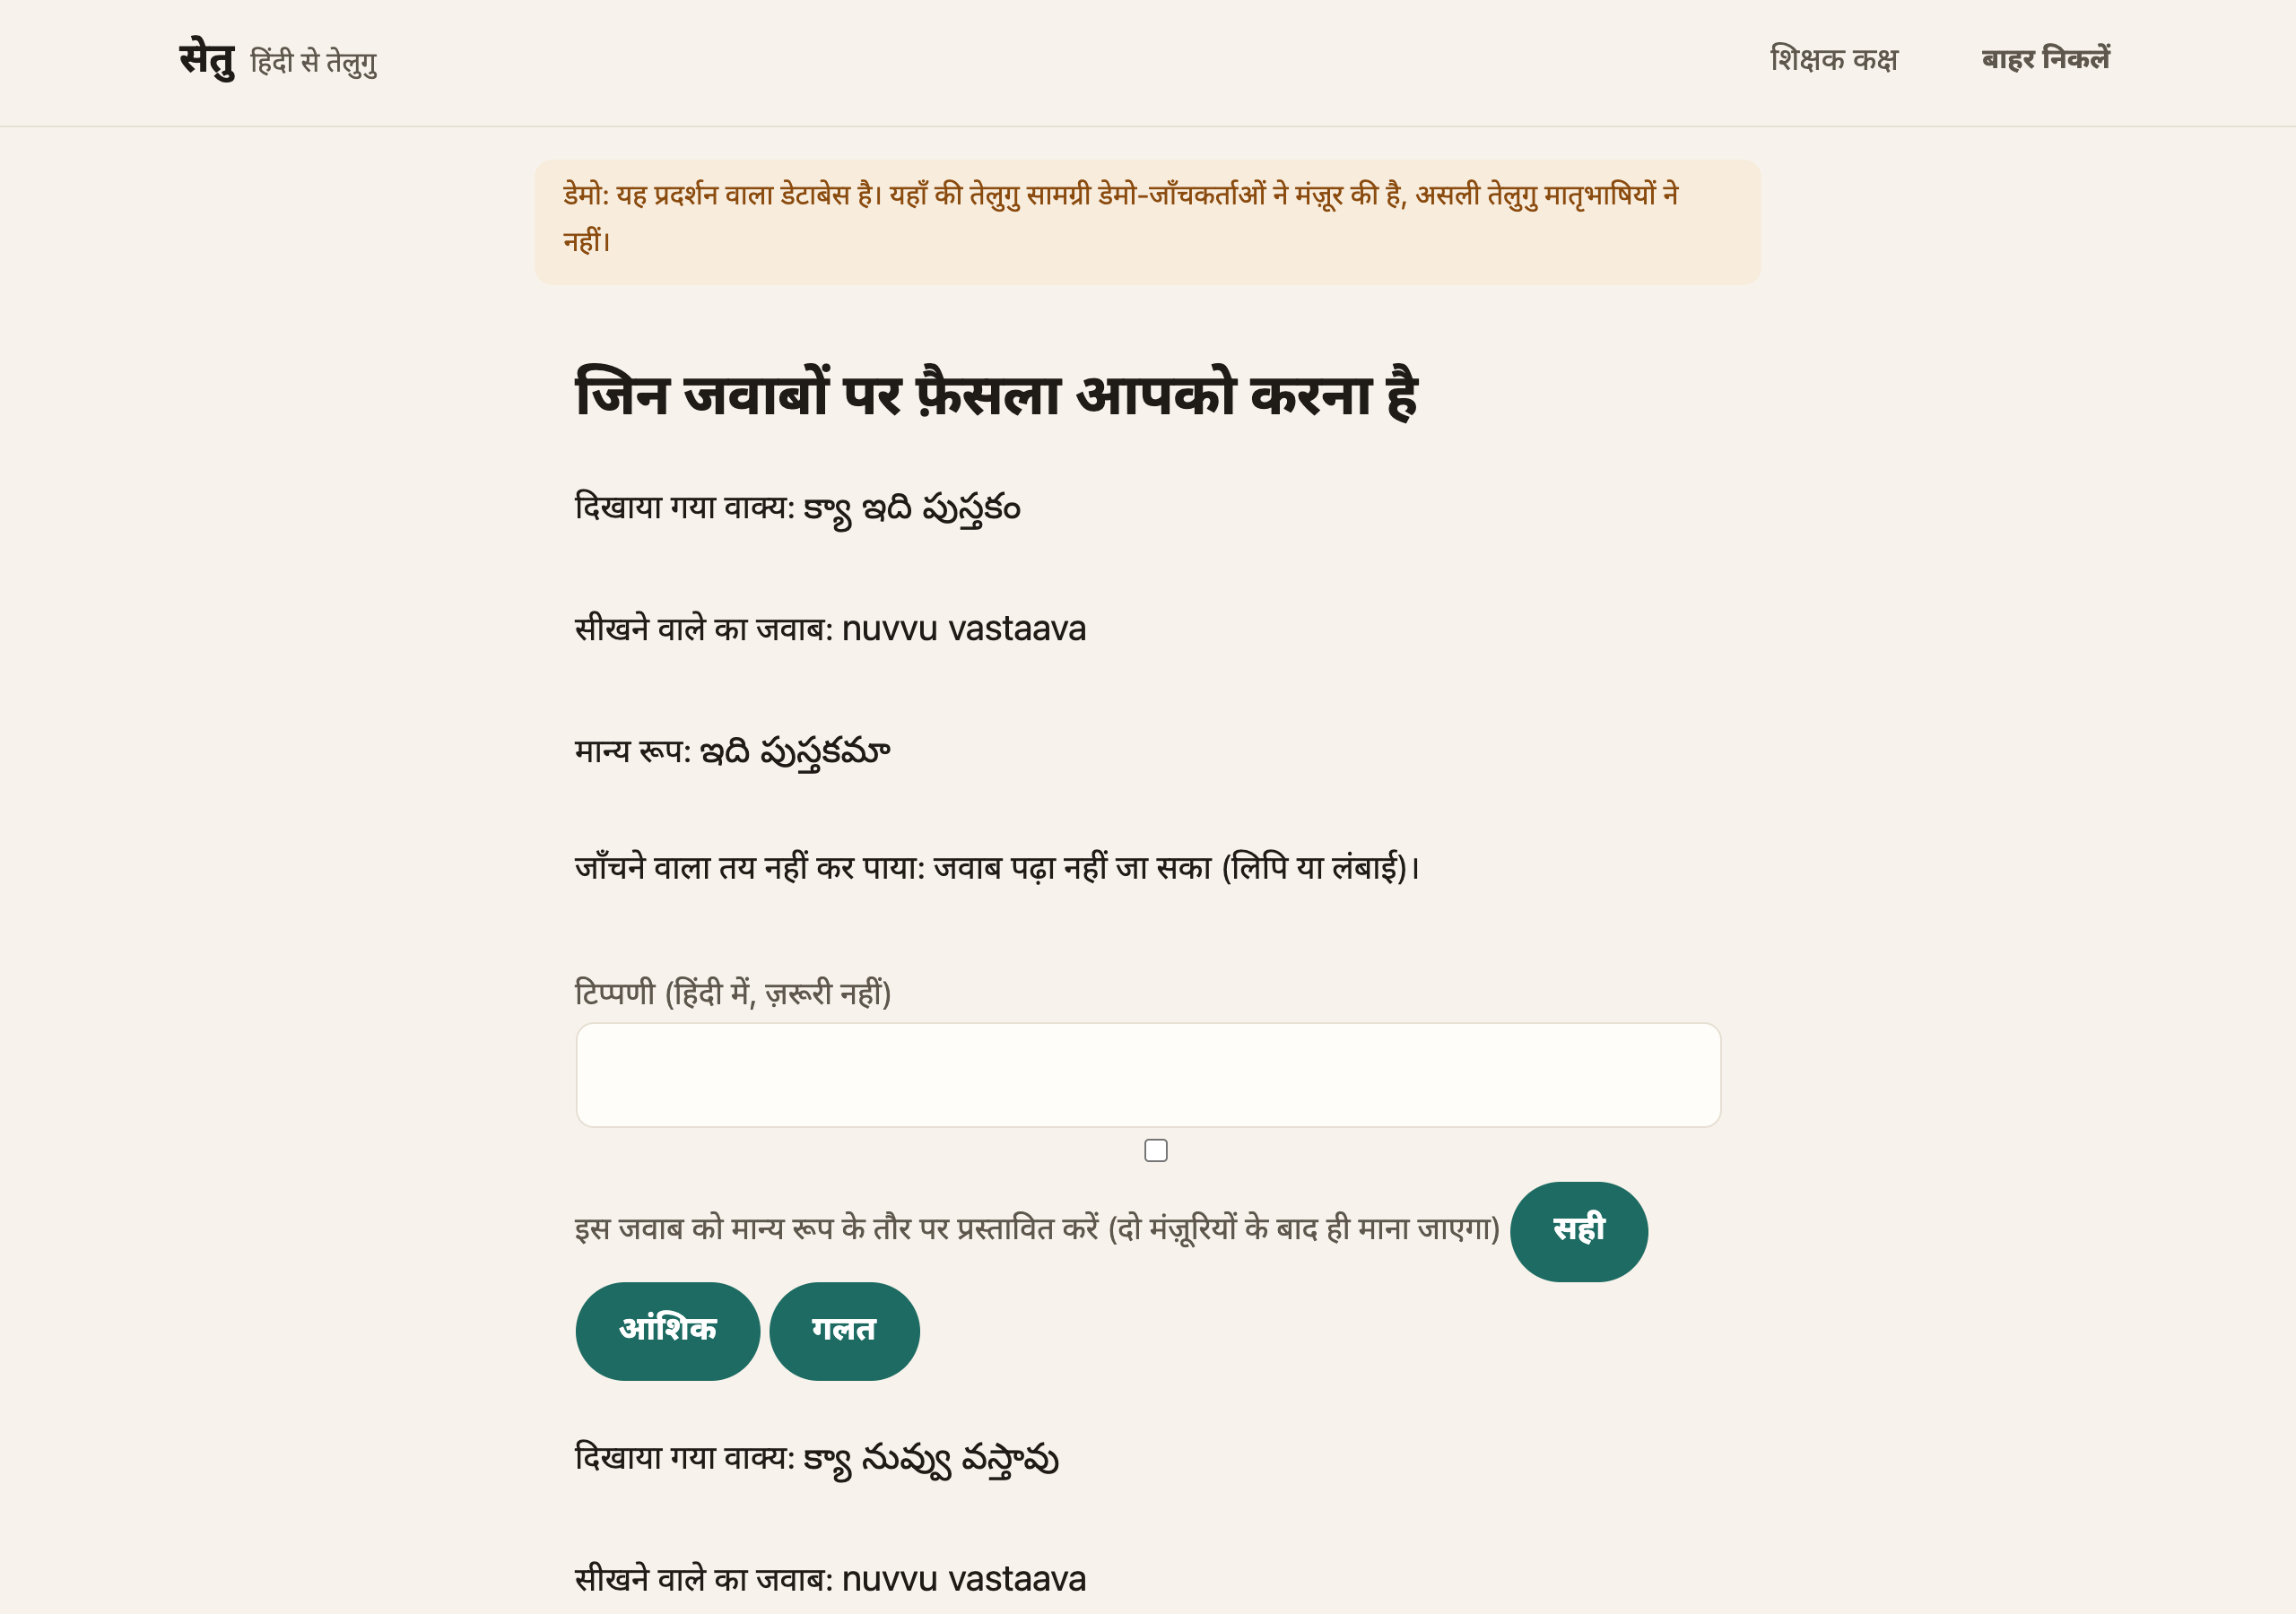 सेतु हिंदी से तेलुगु
शिक्षक कक्ष
बाहर निकलें
डेमो: यह प्रदर्शन वाला डेटाबेस है। यहाँ की तेलुगु सामग्री डेमो-जाँचकर्ताओं ने मंज़ूर की है, असली तेलुगु मातृभाषियों ने
नहीं।
जिन जवाबों पर फ़ैसला आपको करना है
दिखाया गया वाक्य: క్యా ఇది పుస్తకం
सीखने वाले का जवाब: nuvvu vastaava
मान्य रूप: ఇది పుస్తకమా
जाँचने वाला तय नहीं कर पाया: जवाब पढ़ा नहीं जा सका (लिपि या लंबाई)।
टिप्पणी (हिंदी में, ज़रूरी नहीं)
इस जवाब को मान्य रूप के तौर पर प्रस्तावित करें (दो मंज़ूरियों के बाद ही माना जाएगा) सही
आंशिक गलत
दिखाया गया वाक्य: క్యా నువ్వు వస్తావు
सीखने वाले का जवाब: nuvvu vastaava